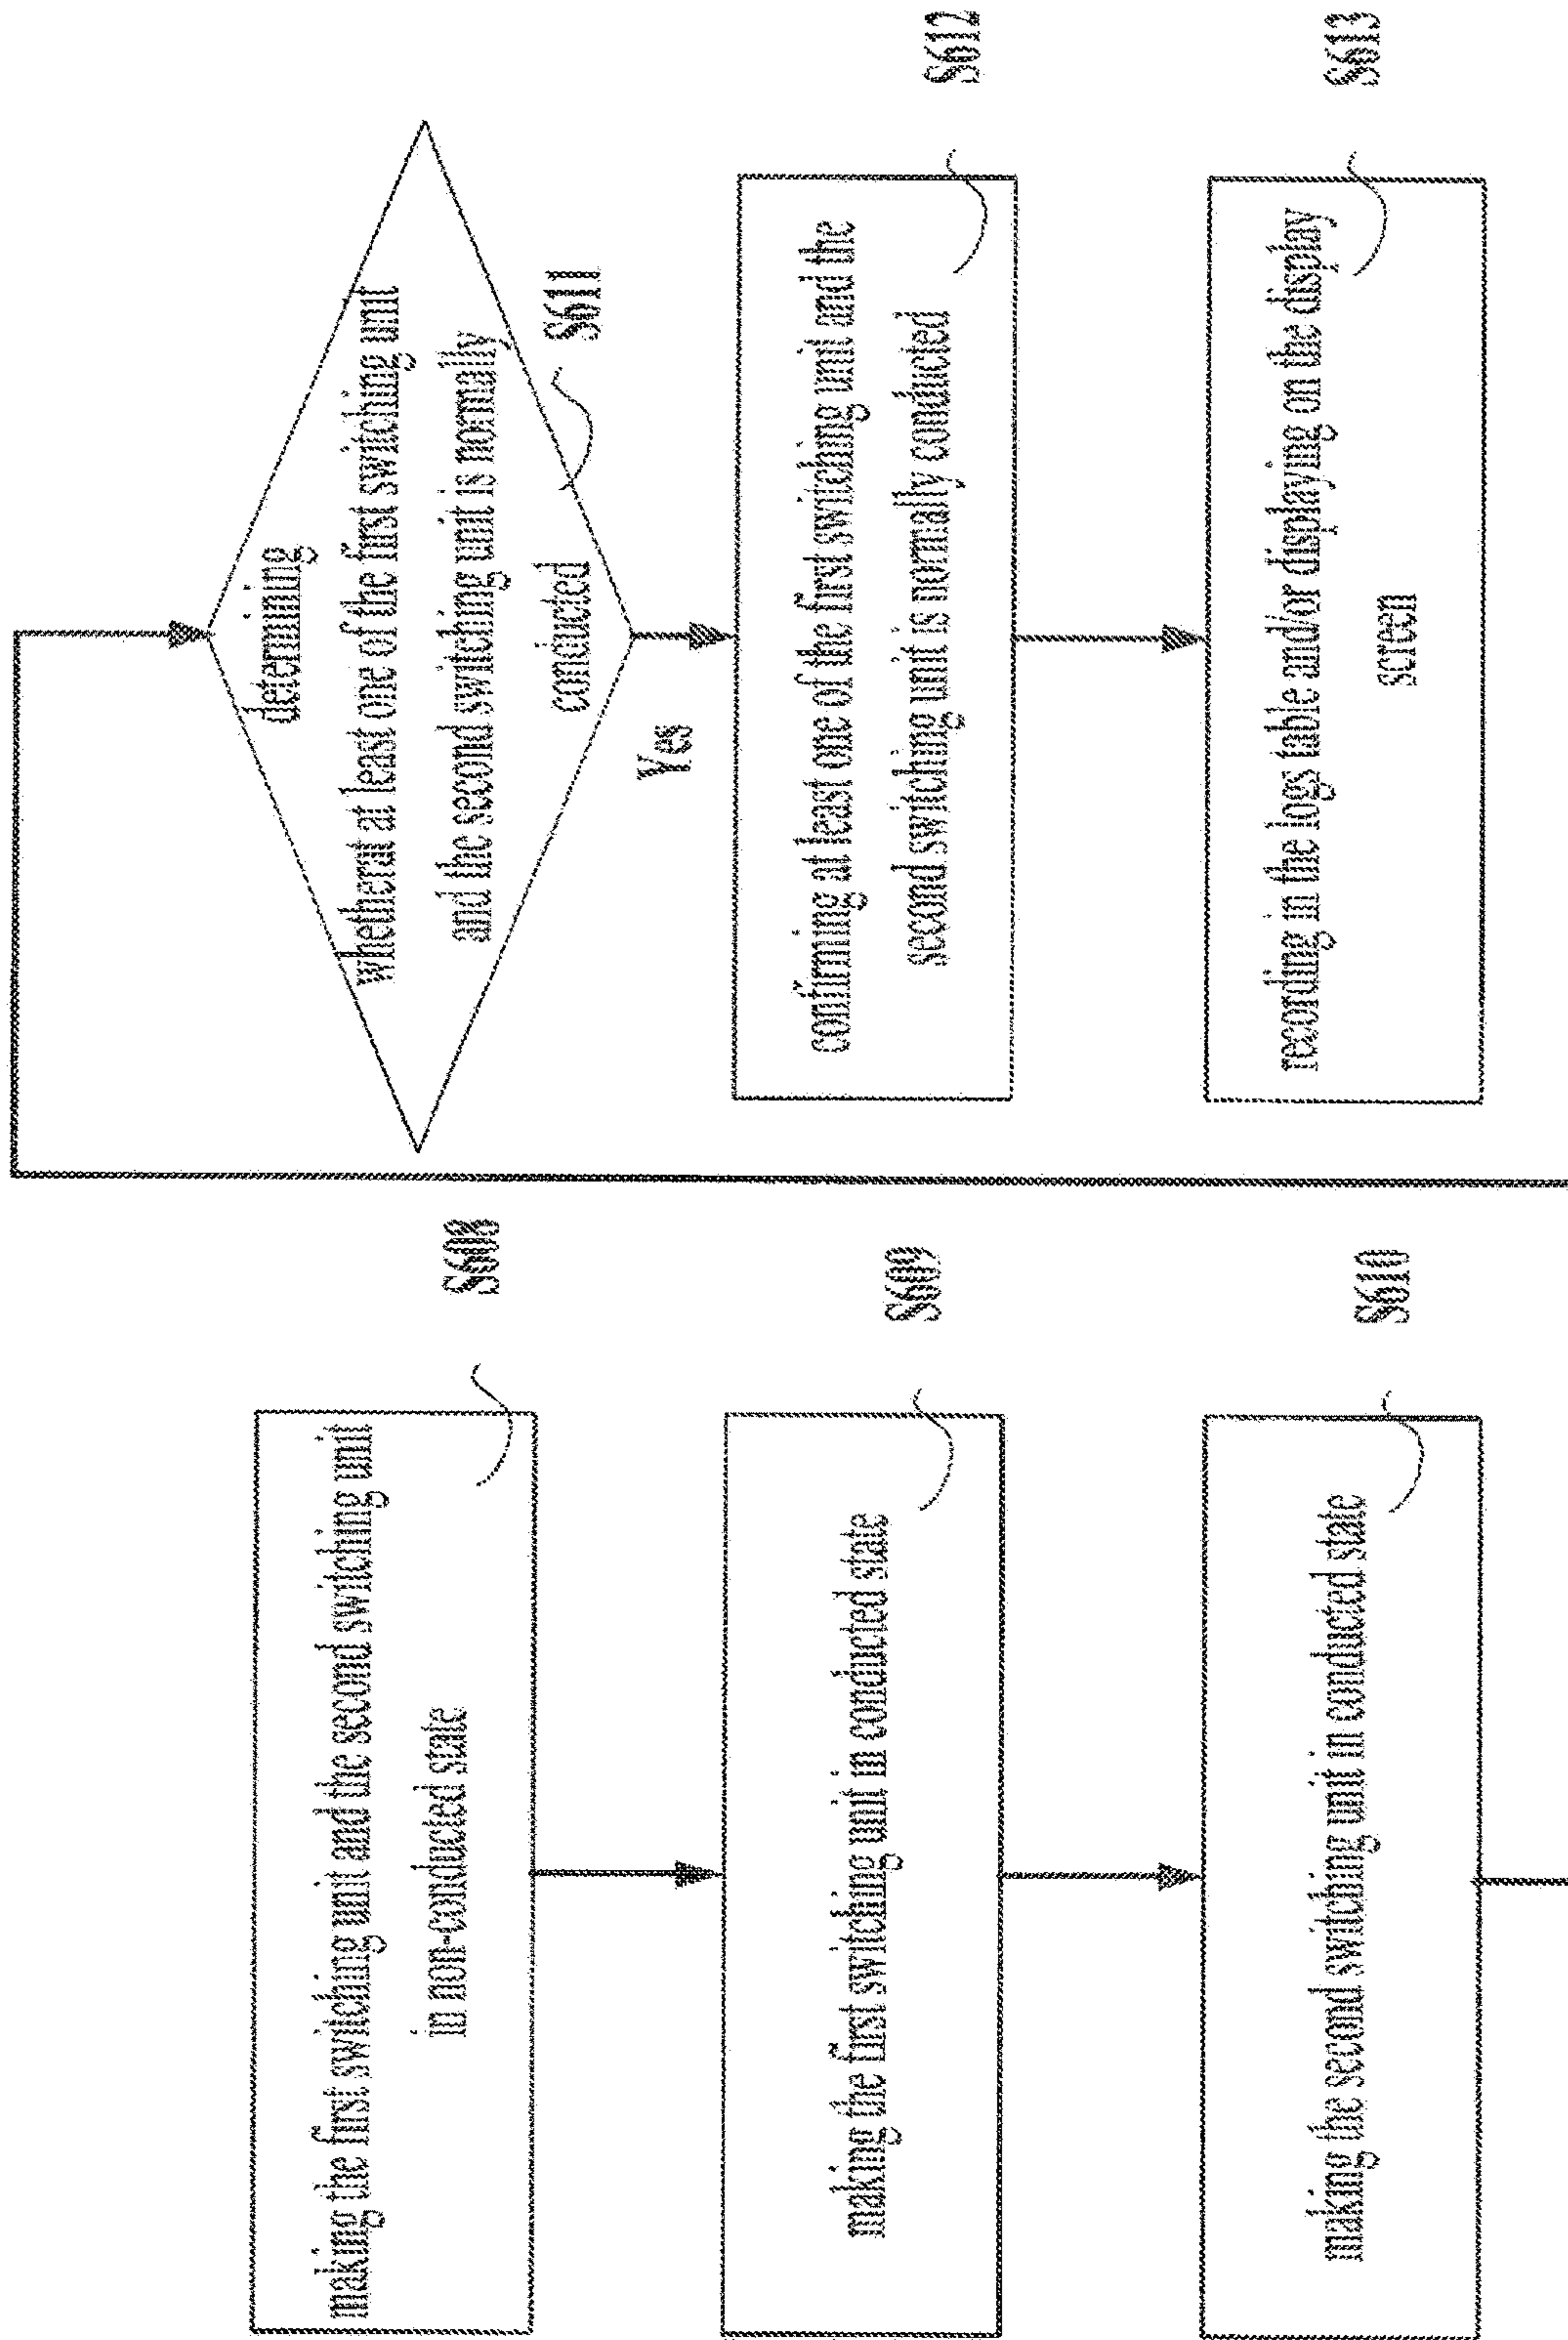 making the first switching unit and the second switching unit
in non-conducted state
S608
making the first switching unit in conducted state
S609
making the second switching unit in conducted state
S610
determining
whetherat at least one of the first switching unit
and the second switching unit is normally
conducted
S611
Yes
confirming at least one of the first switching unit and the
second switching unit is normally conducted
S612
recording in the logs table and/or displaying on the display
screen
S613